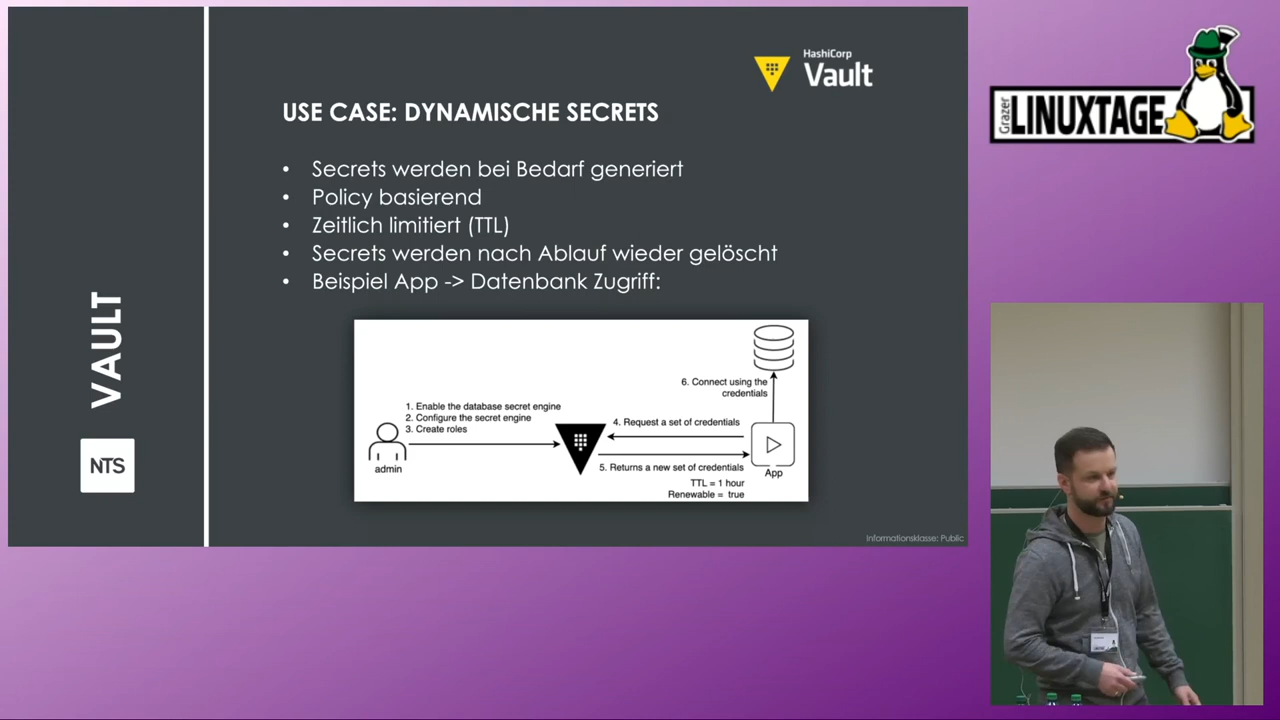 HashiCorp
Vault
USE CASE: DYNAMISCHE SECRETS
• Secrets werden bei Bedarf generiert
• Policy basierend
• Zeitlich limitiert (TTL)
• Secrets werden nach Ablauf wieder gelöscht
• Beispiel App -> Datenbank Zugriff:
1. Enable the database secret engine
2. Configure the secret engine
3. Create roles
admin
4. Request a set of credentials
5. Returns a new set of credentials
TTL = 1 hour
Renewable = true
6. Connect using the
credentials
App
Informationsklasse: Public
VAULT
NTS
Grazer
LINUXTAGE